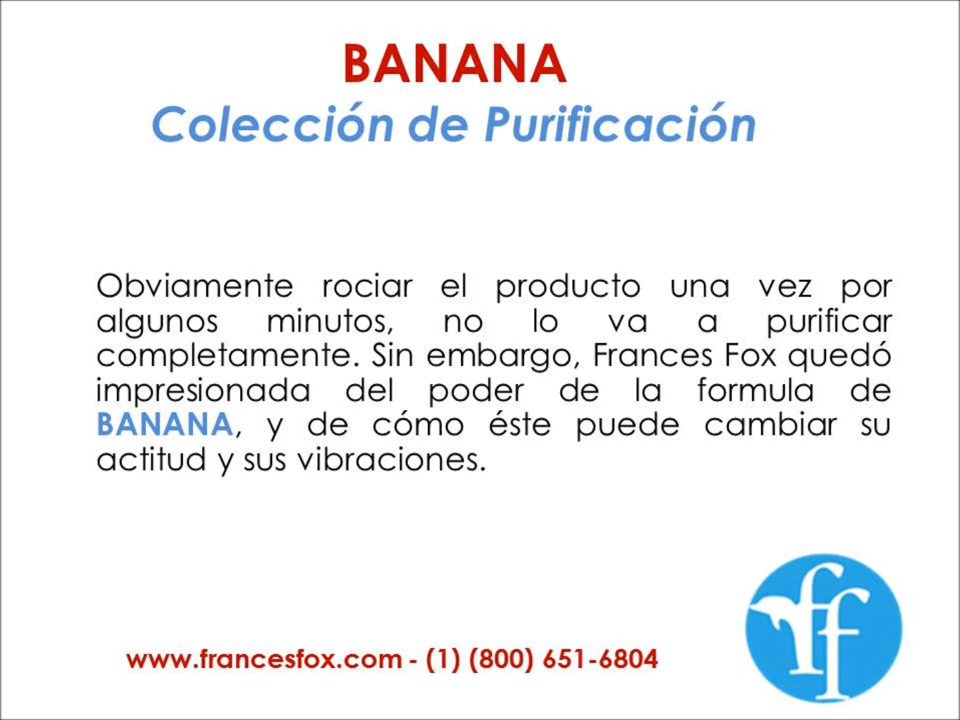 BANANA
Colección de Purificación
Obviamente rociar el producto una vez por
algunos minutos, no lo va a purificar
completamente. Sin embargo, Frances Fox quedó
impresionada del poder de la formula de
BANANA, y de cómo éste puede cambiar su
actitud y sus vibraciones.
www.francesfox.com - (1) (800) 651-6804
ff